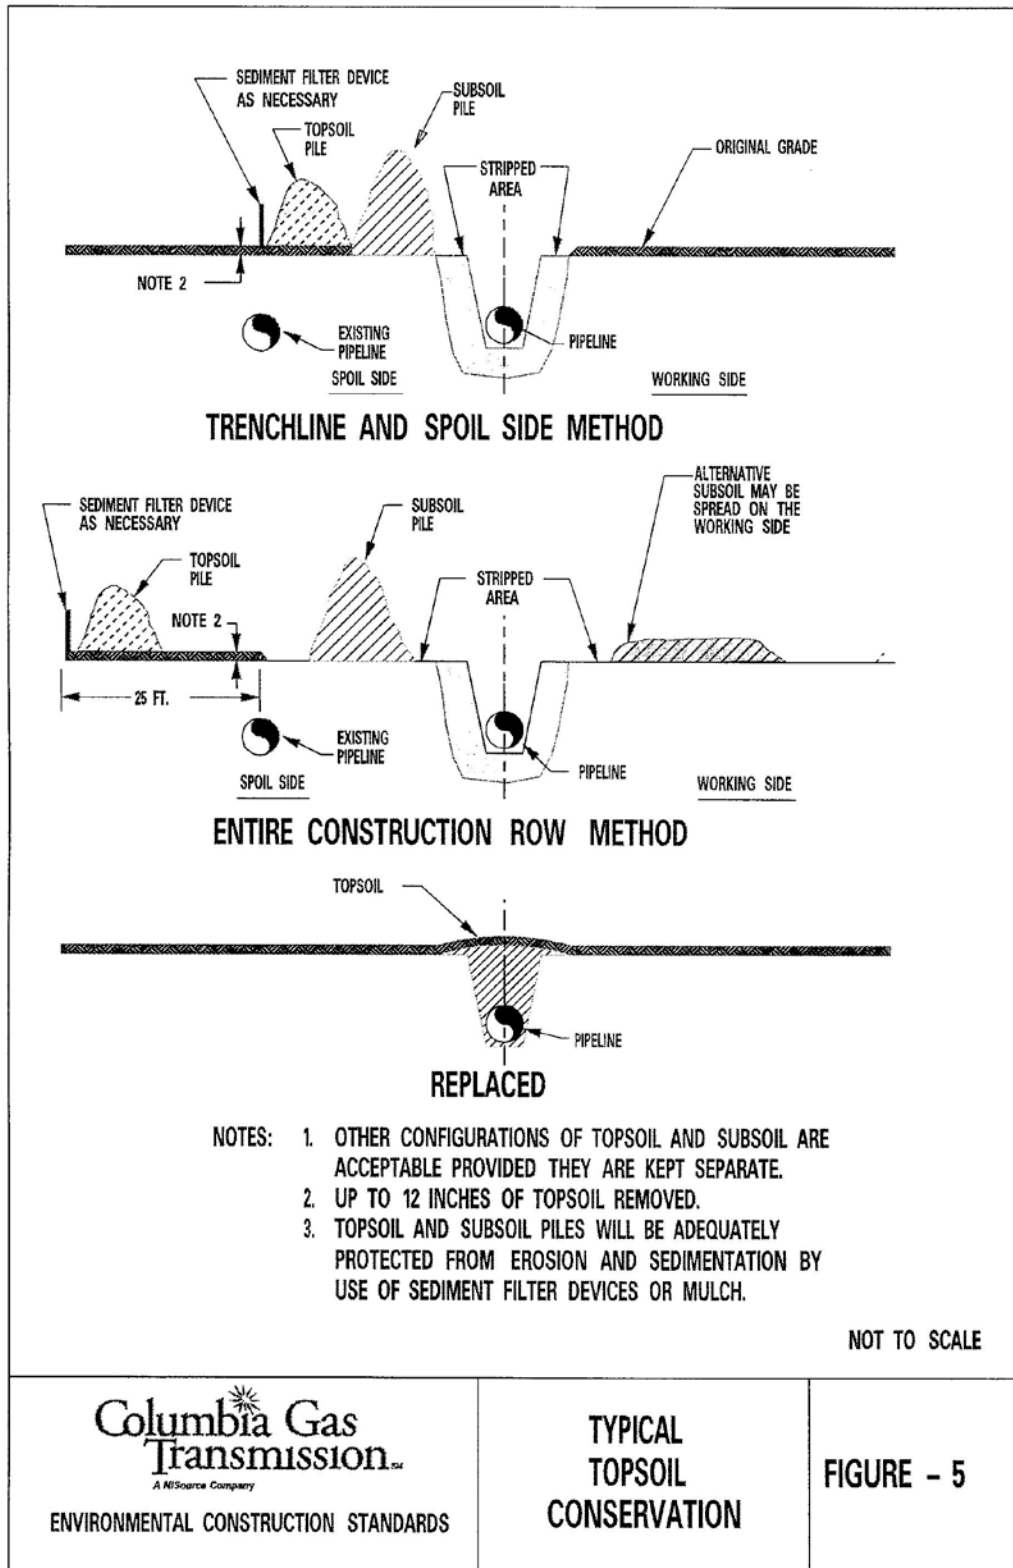 SEDIMENT FILTER DEVICE
AS NECESSARY
TOPSOIL
PILE
SUBSOIL
PILE
STRIPPED
AREA
ORIGINAL GRADE
NOTE 2
EXISTING
PIPELINE
PIPELINE
SPOIL SIDE
WORKING SIDE
TRENCHLINE AND SPOIL SIDE METHOD
SEDIMENT FILTER DEVICE
AS NECESSARY
TOPSOIL
PILE
SUBSOIL
PILE
ALTERNATIVE
SUBSOIL MAY BE
SPREAD ON THE
WORKING SIDE
NOTE 2
STRIPPED
AREA
25 FT.
EXISTING
PIPELINE
PIPELINE
SPOIL SIDE
WORKING SIDE
ENTIRE CONSTRUCTION ROW METHOD
TOPSOIL
PIPELINE
REPLACED
NOTES: 1. OTHER CONFIGURATIONS OF TOPSOIL AND SUBSOIL ARE
ACCEPTABLE PROVIDED THEY ARE KEPT SEPARATE.
2. UP TO 12 INCHES OF TOPSOIL REMOVED.
3. TOPSOIL AND SUBSOIL PILES WILL BE ADEQUATELY
PROTECTED FROM EROSION AND SEDIMENTATION BY
USE OF SEDIMENT FILTER DEVICES OR MULCH.
NOT TO SCALE
Columbia Gas
Transmission℠
A NiSource Company
ENVIRONMENTAL CONSTRUCTION STANDARDS
TYPICAL
TOPSOIL
CONSERVATION
FIGURE - 5